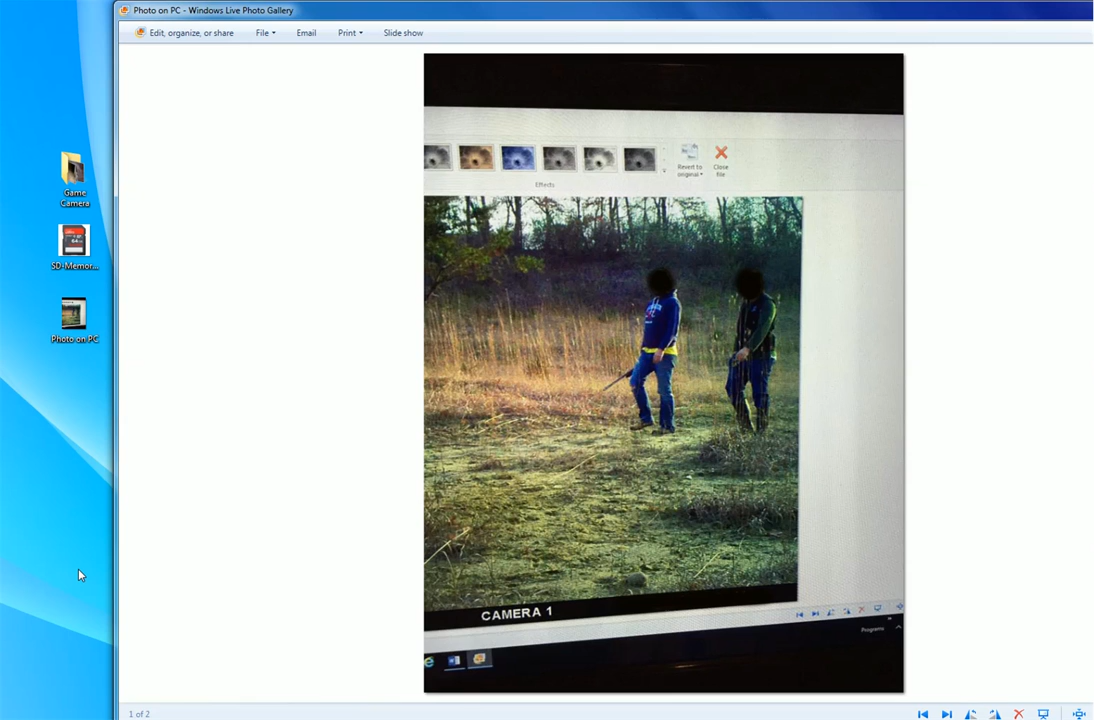 Photo on PC - Windows Live Photo Gallery
Edit, organize, or share File Email Print Slide show
Game
Camera
SD-Memor...
Photo on PC
Effects
Revert to
original
Close
file
CAMERA 1
Programs
1 of 2